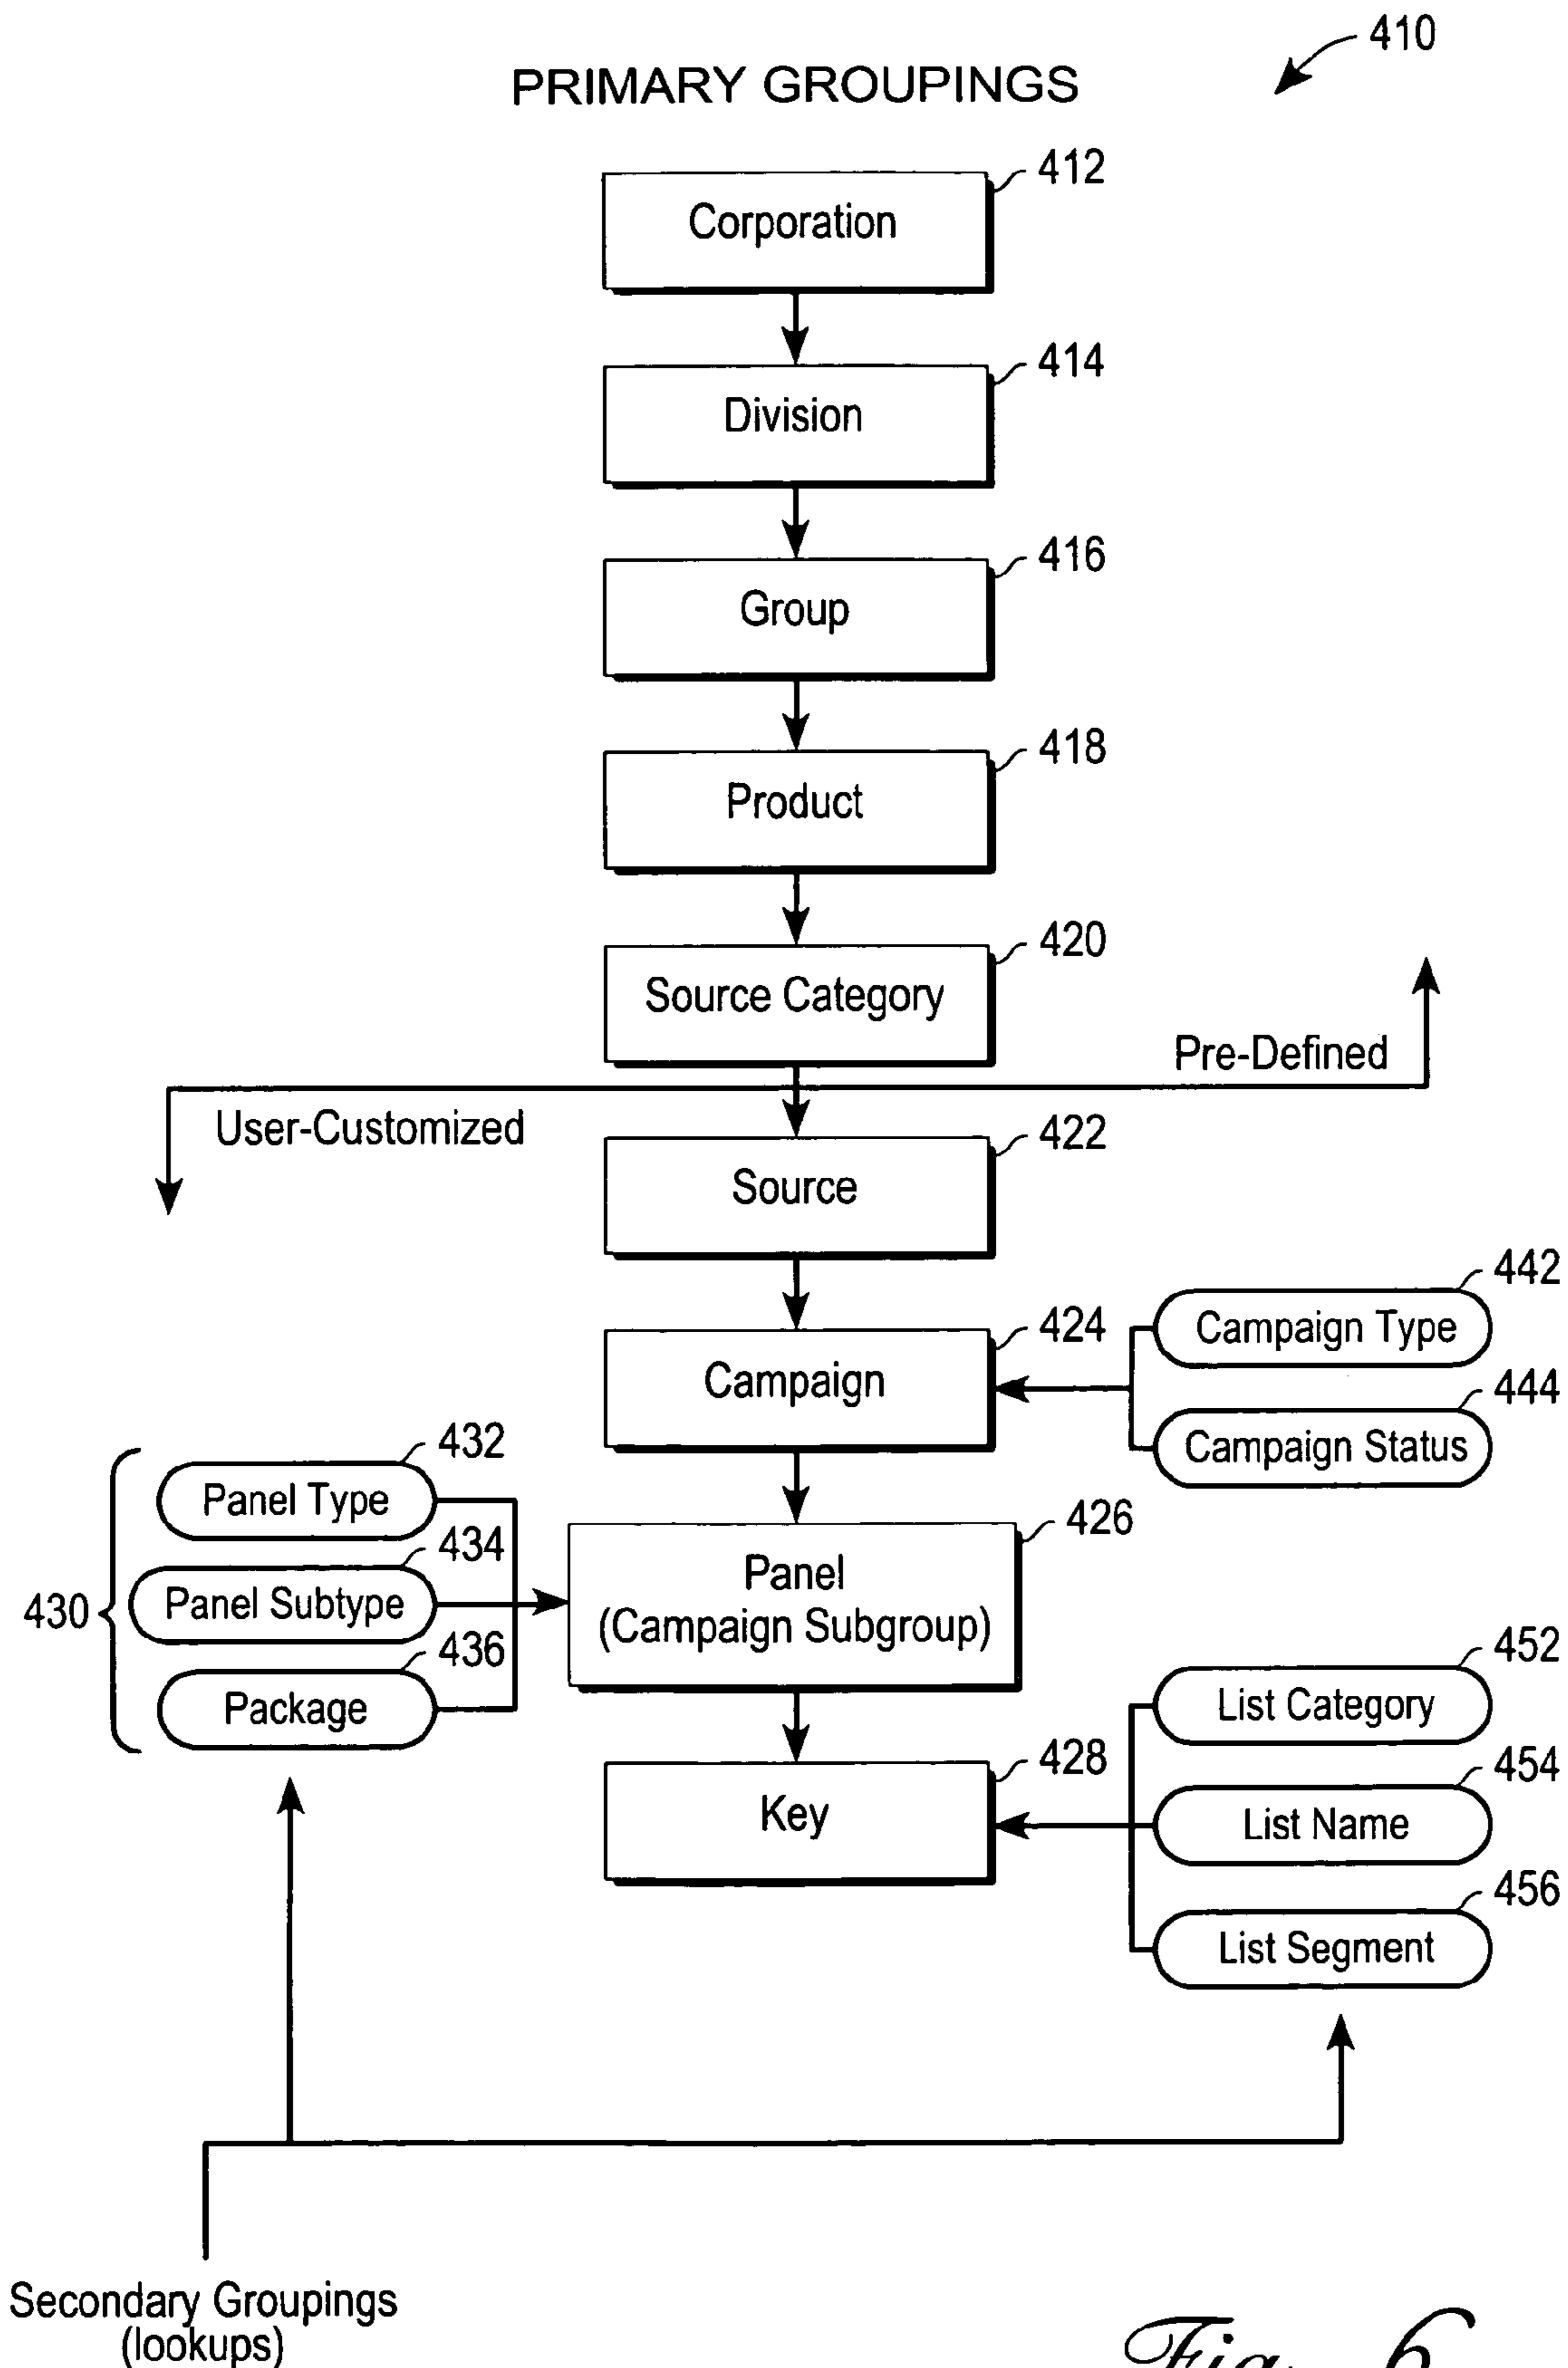 410
PRIMARY GROUPINGS
412
Corporation
414
Division
416
Group
418
Product
420
Source Category
Pre-Defined
User-Customized
422
Source
442
Campaign Type
424
Campaign
444
Campaign Status
432
Panel Type
434
Panel Subtype
430
436
Package
426
Panel
(Campaign Subgroup)
452
List Category
428
Key
454
List Name
456
List Segment
Secondary Groupings
(lookups)
Fig. 6